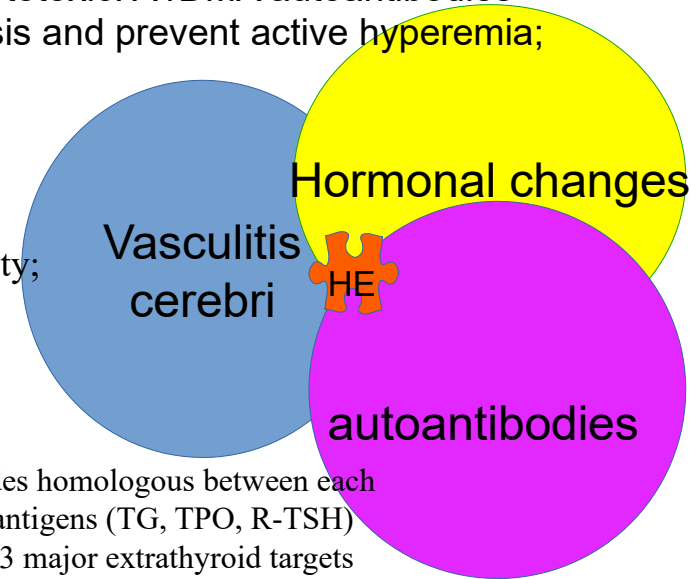 autoantibodies
sis and prevent active hyperemia;
Hormonal changes
Vasculitis
cerebri
ty;
HE
autoantibodies
es homologous between each
antigens (TG, TPO, R-TSH)
3 major extrathyroid targets